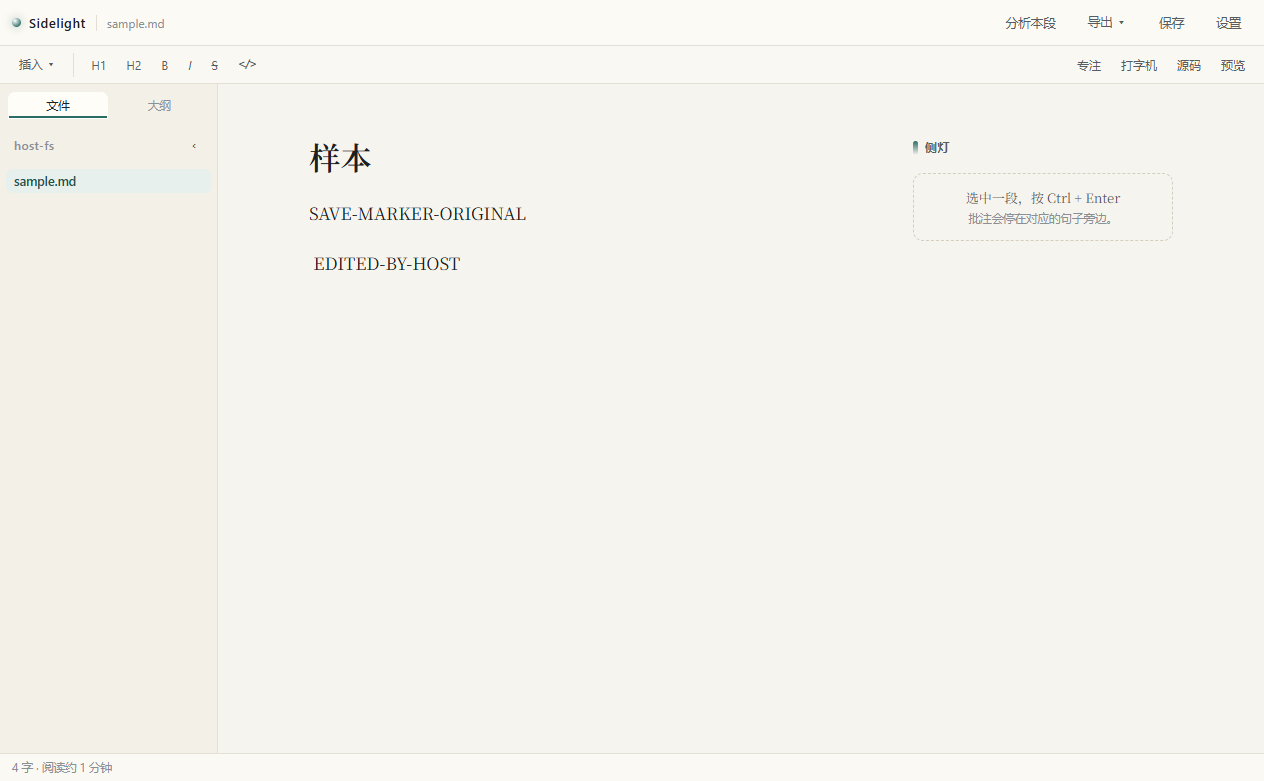 Sidelight sample.md 分析本段 导出 ▾ 保存 设置
插入 ▾ H1 H2 B I S </> 专注 打字机 源码 预览
文件 大纲
host-fs ‹
sample.md
样本
SAVE-MARKER-ORIGINAL
EDITED-BY-HOST
侧灯
选中一段，按 Ctrl + Enter
批注会停在对应的句子旁边。
4 字 · 阅读约 1 分钟